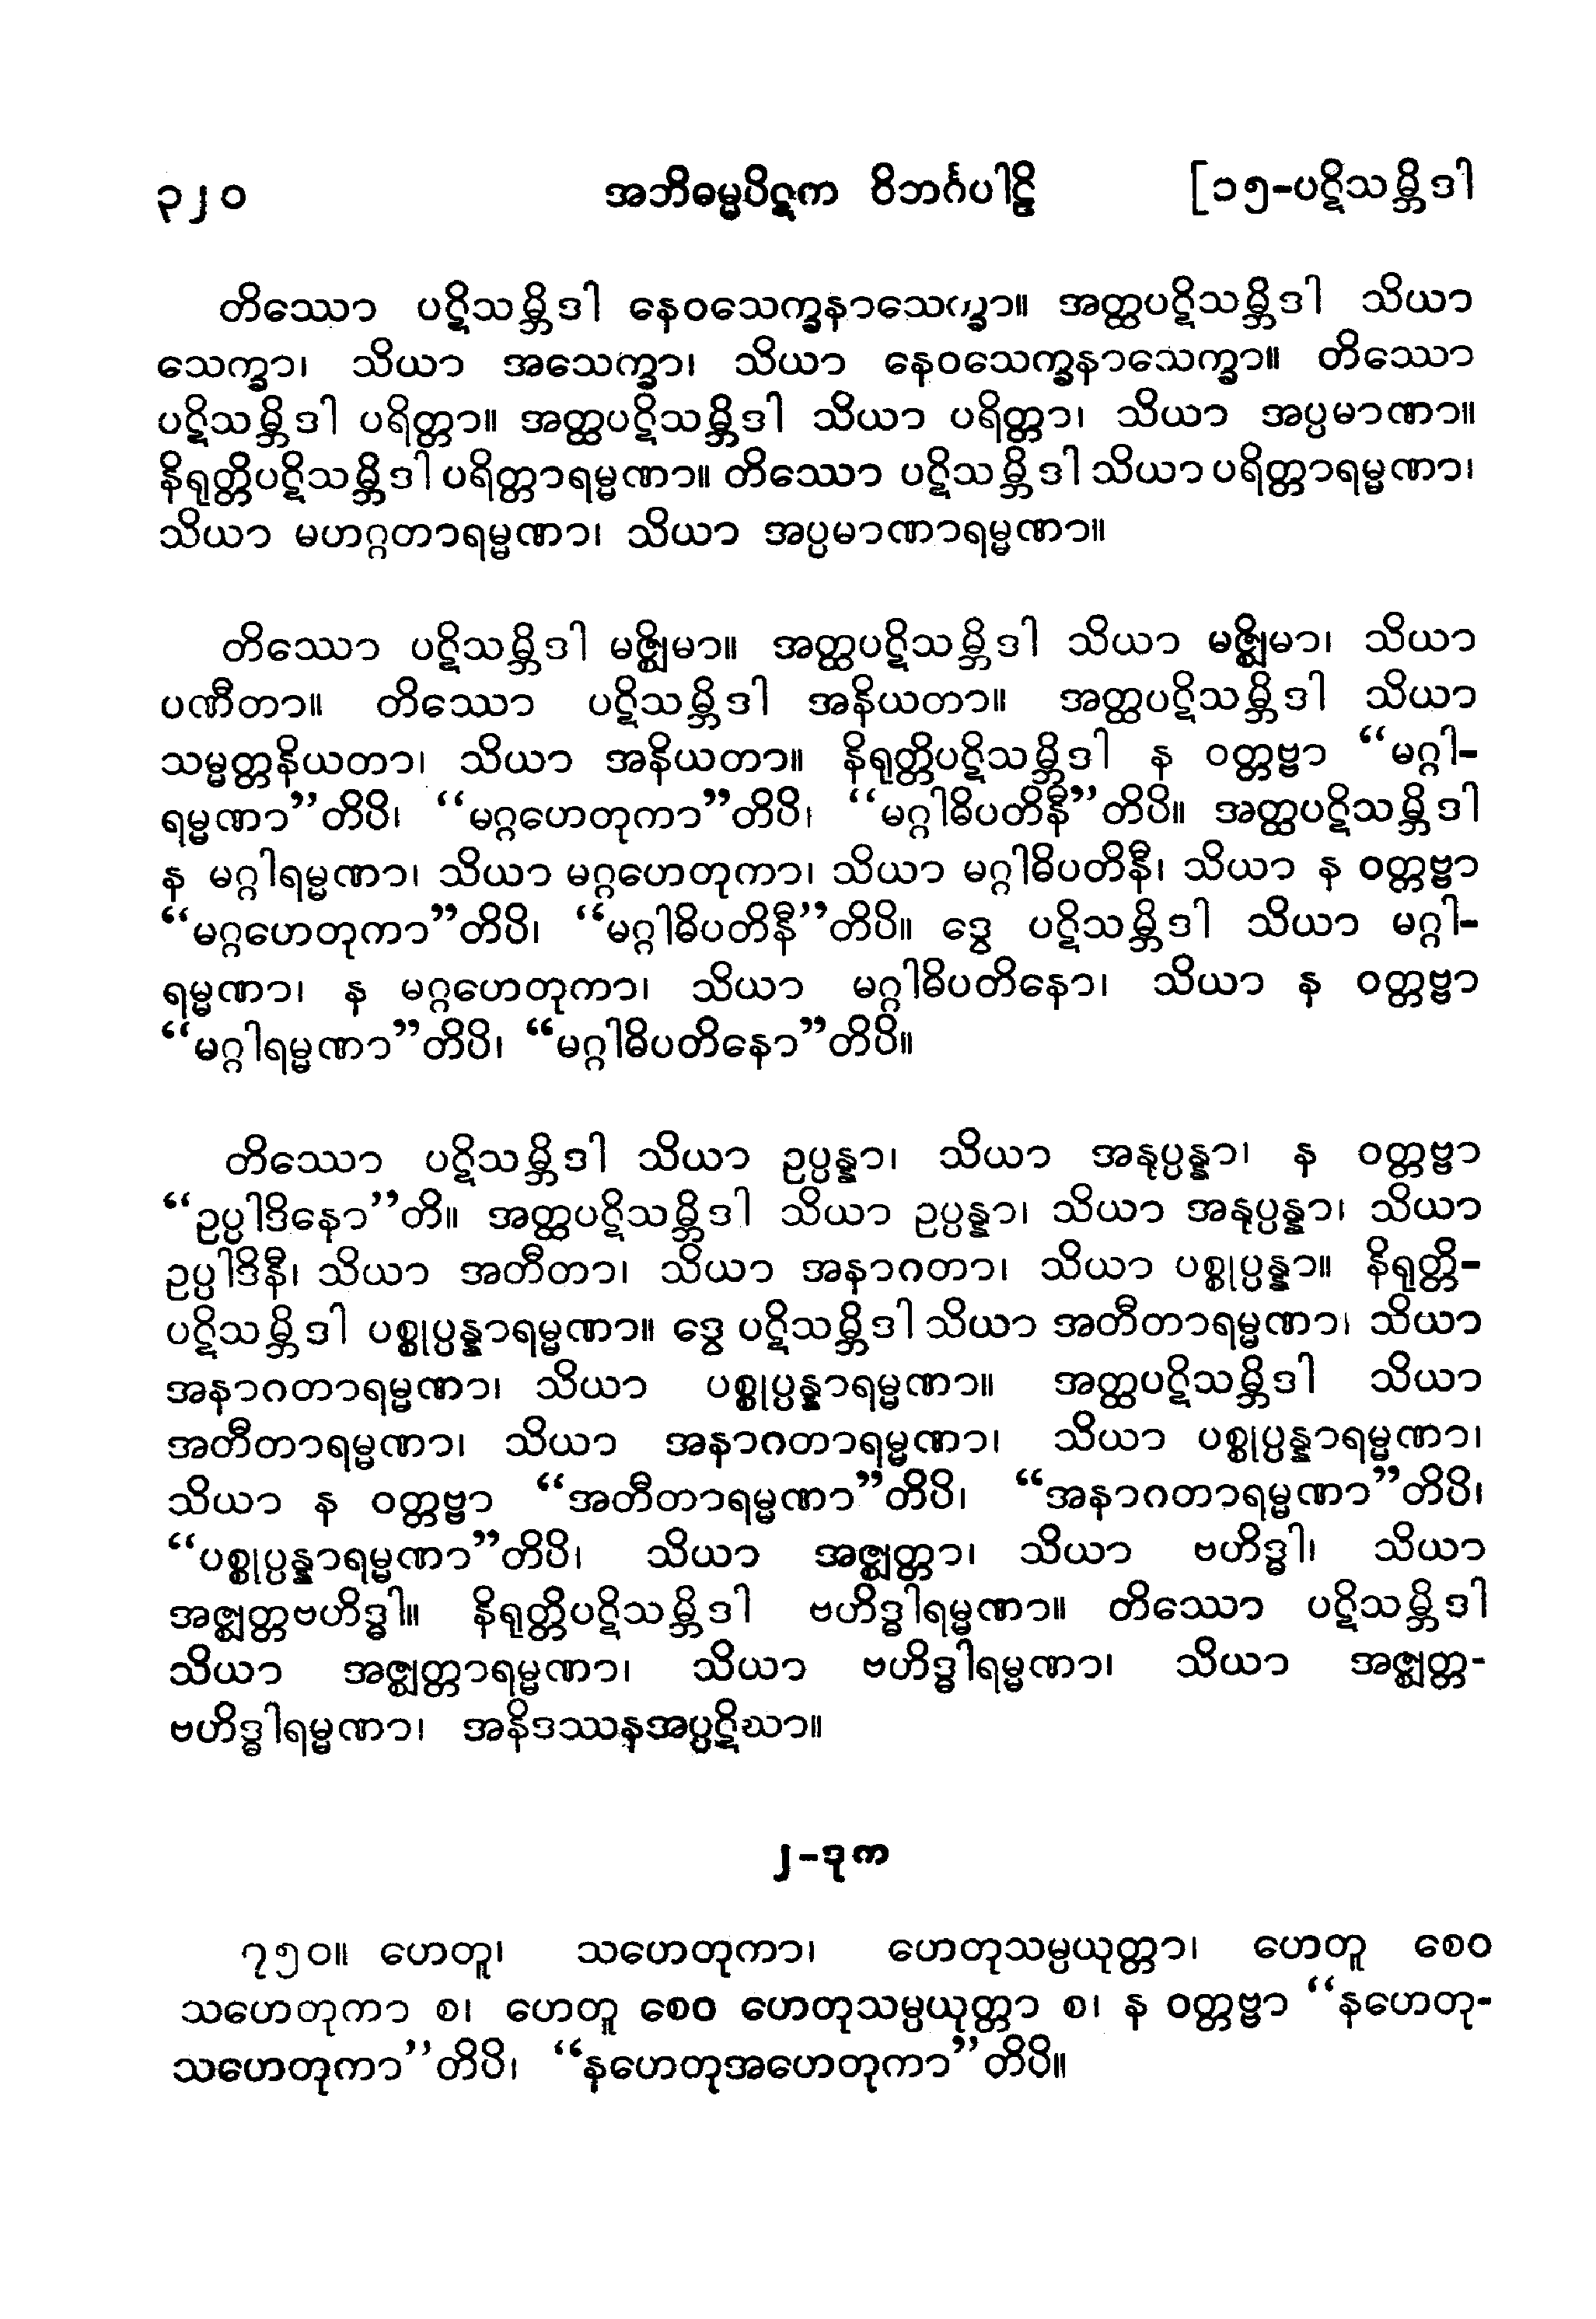 ၃၂၀ အဘိဓမ္မပိဋက ဝိဘင်္ဂပါဠိ [၁၅-ပဋိသမ္ဘိဒါ
တိဿော ပဋိသမ္ဘိဒါ နေဝသေက္ခနာသေက္ခာ။ အတ္ထပဋိသမ္ဘိဒါ သိယာ
သေက္ခာ၊ သိယာ အသေက္ခာ၊ သိယာ နေဝသေက္ခနာသေက္ခာ။ တိဿော
ပဋိသမ္ဘိဒါ ပရိတ္တာ။ အတ္ထပဋိသမ္ဘိဒါ သိယာ ပရိတ္တာ၊ သိယာ အပ္ပမာဏာ။
နိရုတ္တိပဋိသမ္ဘိဒါ ပရိတ္တာရမ္မဏာ။ တိဿော ပဋိသမ္ဘိဒါ သိယာ ပရိတ္တာရမ္မဏာ၊
သိယာ မဟဂ္ဂတာရမ္မဏာ၊ သိယာ အပ္ပမာဏာရမ္မဏာ။
တိဿော ပဋိသမ္ဘိဒါ မဇ္ဈိမာ။ အတ္ထပဋိသမ္ဘိဒါ သိယာ မဇ္ဈိမာ၊ သိယာ
ပဏီတာ။ တိဿော ပဋိသမ္ဘိဒါ အနိယတာ။ အတ္ထပဋိသမ္ဘိဒါ သိယာ
သမ္မတ္တနိယတာ၊ သိယာ အနိယတာ။ နိရုတ္တိပဋိသမ္ဘိဒါ န ဝတ္တဗ္ဗာ “မဂ္ဂါ-
ရမ္မဏာ”တိပိ၊ “မဂ္ဂဟေတုကာ”တိပိ၊ “မဂ္ဂါဓိပတိနီ”တိပိ။ အတ္ထပဋိသမ္ဘိဒါ
န မဂ္ဂါရမ္မဏာ၊ သိယာ မဂ္ဂဟေတုကာ၊ သိယာ မဂ္ဂါဓိပတိနီ၊ သိယာ န ဝတ္တဗ္ဗာ
“မဂ္ဂဟေတုကာ”တိပိ၊ “မဂ္ဂါဓိပတိနီ”တိပိ။ ဒွေ ပဋိသမ္ဘိဒါ သိယာ မဂ္ဂါ-
ရမ္မဏာ၊ န မဂ္ဂဟေတုကာ၊ သိယာ မဂ္ဂါဓိပတိနော၊ သိယာ န ဝတ္တဗ္ဗာ
“မဂ္ဂါရမ္မဏာ”တိပိ၊ “မဂ္ဂါဓိပတိနော”တိပိ။
တိဿော ပဋိသမ္ဘိဒါ သိယာ ဥပ္ပန္နာ၊ သိယာ အနုပ္ပန္နာ၊ န ဝတ္တဗ္ဗာ
“ဥပ္ပါဒိနော”တိ။ အတ္ထပဋိသမ္ဘိဒါ သိယာ ဥပ္ပန္နာ၊ သိယာ အနုပ္ပန္နာ၊ သိယာ
ဥပ္ပါဒိနီ၊ သိယာ အတီတာ၊ သိယာ အနာဂတာ၊ သိယာ ပစ္စုပ္ပန္နာ။ နိရုတ္တိ-
ပဋိသမ္ဘိဒါ ပစ္စုပ္ပန္နာရမ္မဏာ။ ဒွေ ပဋိသမ္ဘိဒါ သိယာ အတီတာရမ္မဏာ၊ သိယာ
အနာဂတာရမ္မဏာ၊ သိယာ ပစ္စုပ္ပန္နာရမ္မဏာ။ အတ္ထပဋိသမ္ဘိဒါ သိယာ
အတီတာရမ္မဏာ၊ သိယာ အနာဂတာရမ္မဏာ၊ သိယာ ပစ္စုပ္ပန္နာရမ္မဏာ၊
သိယာ န ဝတ္တဗ္ဗာ “အတီတာရမ္မဏာ”တိပိ၊ “အနာဂတာရမ္မဏာ”တိပိ၊
“ပစ္စုပ္ပန္နာရမ္မဏာ”တိပိ၊ သိယာ အဇ္ဈတ္တာ၊ သိယာ ဗဟိဒ္ဓါ၊ သိယာ
အဇ္ဈတ္တဗဟိဒ္ဓါ။ နိရုတ္တိပဋိသမ္ဘိဒါ ဗဟိဒ္ဓါရမ္မဏာ။ တိဿော ပဋိသမ္ဘိဒါ
သိယာ အဇ္ဈတ္တာရမ္မဏာ၊ သိယာ ဗဟိဒ္ဓါရမ္မဏာ၊ သိယာ အဇ္ဈတ္တ-
ဗဟိဒ္ဓါရမ္မဏာ၊ အနိဒဿနအပ္ပဋိဃာ။
၂-ဒုက
၇၅၀။ ဟေတူ၊ သဟေတုကာ၊ ဟေတုသမ္ပယုတ္တာ၊ ဟေတူ စေဝ
သဟေတုကာ စ၊ ဟေတူ စေဝ ဟေတုသမ္ပယုတ္တာ စ၊ န ဝတ္တဗ္ဗာ “နဟေတု-
သဟေတုကာ”တိပိ၊ “နဟေတုအဟေတုကာ”တိပိ။